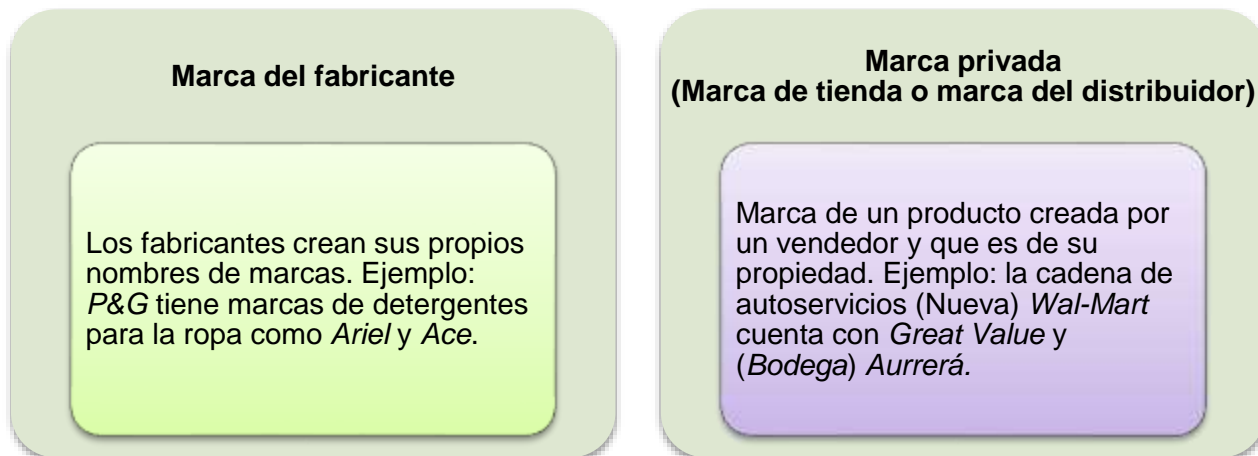 Marca del fabricante
Los fabricantes crean sus propios
nombres de marcas. Ejemplo:
P&G tiene marcas de detergentes
para la ropa como Ariel y Ace.
Marca privada
(Marca de tienda o marca del distribuidor)
Marca de un producto creada por
un vendedor y que es de su
propiedad. Ejemplo: la cadena de
autoservicios (Nueva) Wal-Mart
cuenta con Great Value y
(Bodega) Aurrerá.